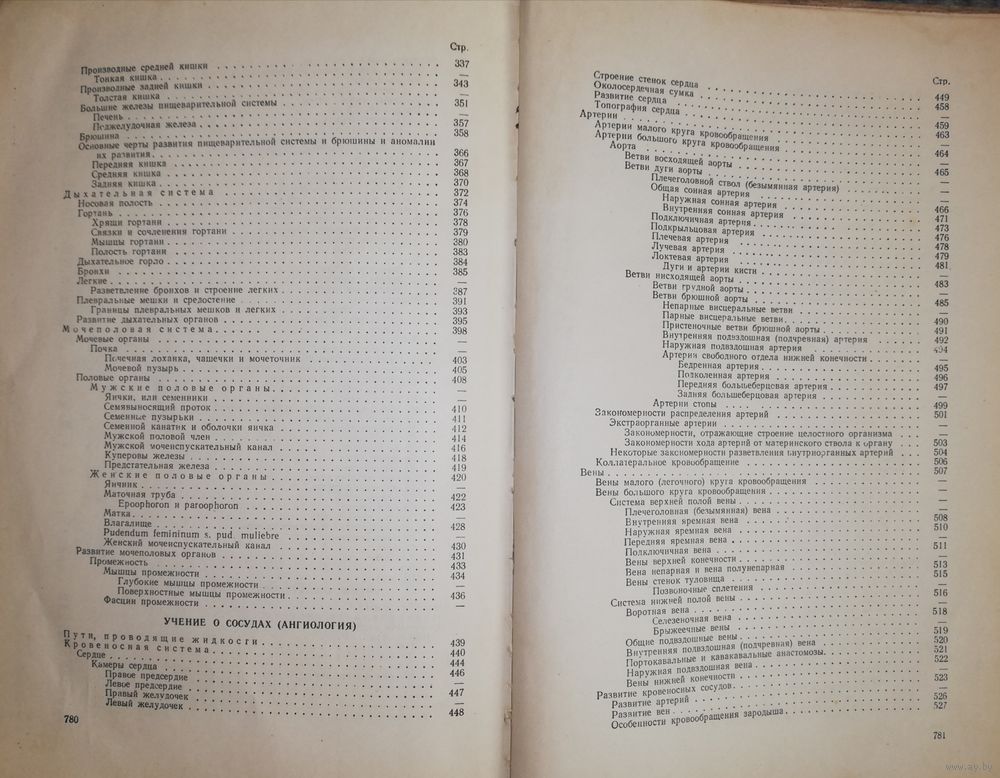 Стр.
Производные средней кишки 337
Тонкая кишка —
Производные задней кишки 343
Толстая кишка —
Большие железы пищеварительной системы 351
Печень —
Поджелудочная железа 357
Брюшина 358
Основные черты развития пищеварительной системы и брюшины и аномалии
их развития 366
Передняя кишка 367
Средняя кишка 368
Задняя кишка 370
Дыхательная система 372
Носовая полость 374
Гортань 376
Хрящи гортани 378
Связки и сочленения гортани 379
Мышцы гортани 380
Полость гортани 383
Дыхательное горло 384
Бронхи 385
Легкие —
Разветвление бронхов и строение легких 387
Плевральные мешки и средостение 391
Границы плевральных мешков и легких 393
Развитие дыхательных органов 395
Мочеполовая система 398
Мочевые органы —
Почка —
Почечная лоханка, чашечки и мочеточник 403
Мочевой пузырь 405
Половые органы 408
Мужские половые органы —
Яички, или семенники —
Семявыносящий проток 410
Семенные пузырьки 411
Семенной канатик и оболочки яичка 412
Мужской половой член 414
Мужской мочеиспускательный канал 416
Куперовы железы 418
Предстательная железа 419
Женские половые органы 420
Яичник —
Маточная труба 422
Epoophoron и paroophoron 423
Матка —
Влагалище 428
Pudendum femininum s. pud. muliebre —
Женский мочеиспускательный канал 430
Развитие мочеполовых органов 431
Промежность 433
Мышцы промежности 434
Глубокие мышцы промежности —
Поверхностные мышцы промежности 436
Фасции промежности —
УЧЕНИЕ О СОСУДАХ (АНГИОЛОГИЯ)
Пути, проводящие жидкости 439
Кровеносная система 440
Сердце 444
Камеры сердца 446
Правое предсердие —
Левое предсердие 447
Правый желудочек —
Левый желудочек 448
780
Стр.
Строение стенок сердца 449
Околосердечная сумка 458
Развитие сердца —
Топография сердца 459
Артерии 463
Артерии малого круга кровообращения —
Артерии большого круга кровообращения 464
Аорта —
Ветви восходящей аорты 465
Ветви дуги аорты —
Плечеголовной ствол (безымянная артерия) —
Общая сонная артерия —
Наружная сонная артерия 466
Внутренняя сонная артерия 471
Подключичная артерия 473
Подкрыльцовая артерия 476
Плечевая артерия 478
Лучевая артерия 479
Локтевая артерия 481
Дуги и артерии кисти —
Ветви нисходящей аорты 483
Ветви грудной аорты —
Ветви брюшной аорты 485
Непарные висцеральные ветви —
Парные висцеральные ветви 490
Пристеночные ветви брюшной аорты 491
Внутренняя подвздошная (подчревная) артерия 492
Наружная подвздошная артерия 494
Артерии свободного отдела нижней конечности —
Бедренная артерия 495
Подколенная артерия 496
Передняя большеберцовая артерия 497
Задняя большеберцовая артерия —
Артерии стопы 499
Закономерности распределения артерий 501
Экстраорганные артерии —
Закономерности, отражающие строение целостного организма —
Закономерности хода артерий от материнского ствола к органу 503
Некоторые закономерности разветвления внутриорганных артерий 504
Коллатеральное кровообращение 506
Вены 507
Вены малого (легочного) круга кровообращения —
Вены большого круга кровообращения —
Система верхней полой вены —
Плечеголовная (безымянная) вена —
Внутренняя яремная вена 508
Наружная яремная вена 510
Передняя яремная вена —
Подключичная вена 511
Вены верхней конечности —
Вена непарная и вена полунепарная 513
Вены стенок туловища 515
Позвоночные сплетения —
Система нижней полой вены 516
Воротная вена —
Селезеночная вена 518
Брыжеечные вены —
Общие подвздошные вены 519
Внутренняя подвздошная (подчревная) вена 520
Портокавальные и кавакавальные анастомозы 521
Наружная подвздошная вена 522
Вены нижней конечности —
Развитие кровеносных сосудов 523
Развитие артерий —
Развитие вен 526
Особенности кровообращения зародыша 527
781
www.ay.by